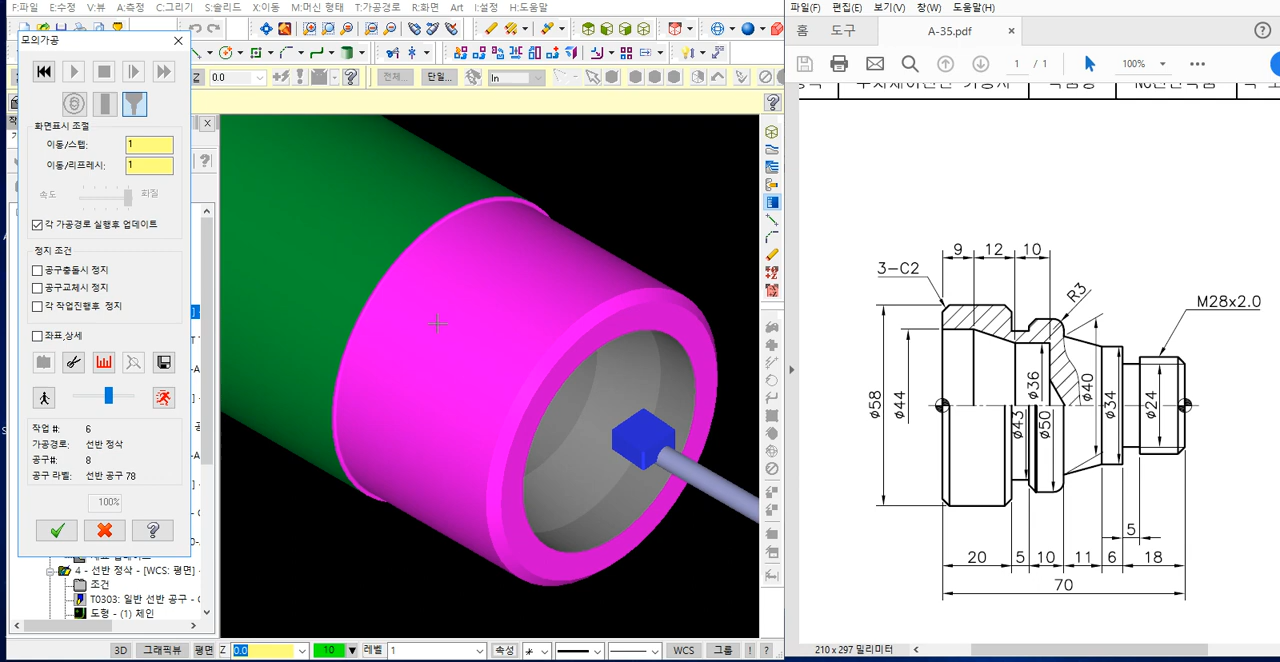 F:파일 E:수정 V:뷰 A:측정 C:그리기 S:솔리드 X:이동 M:머신 형태 T:가공경로 R:화면 Art I:설정 H:도움말
모의가공
Z 0.0 전체... 단일... In
화면표시 조절
이동/스텝: 1
이동/리프레시: 1
속도 회질
각 가공경로 실행후 업데이트
정지 조건
공구충돌시 정지
공구교체시 정지
각 작업진행후 정지
좌표,상세
작업 #: 6
가공경로: 선반 정삭
공구#: 8
공구 라벨: 선반 공구 78
100%
4 - 선반 정삭 - [WCS: 평면] -
조건
T0303: 일반 선반 공구 -
도형 - (1) 체인
3D 그래픽뷰 평면 Z 0.0 10 레벨 1 속성 WCS 그룹 ! ?
파일(F) 편집(E) 보기(V) 창(W) 도움말(H)
홈 도구 A-35.pdf ×
1 / 1 100%
9 12 10
3-C2
R3
M28x2.0
ϕ58
ϕ44
ϕ43
ϕ36
ϕ50
ϕ40
ϕ34
ϕ24
5
20 5 10 11 6 18
70
210 x 297 밀리미터